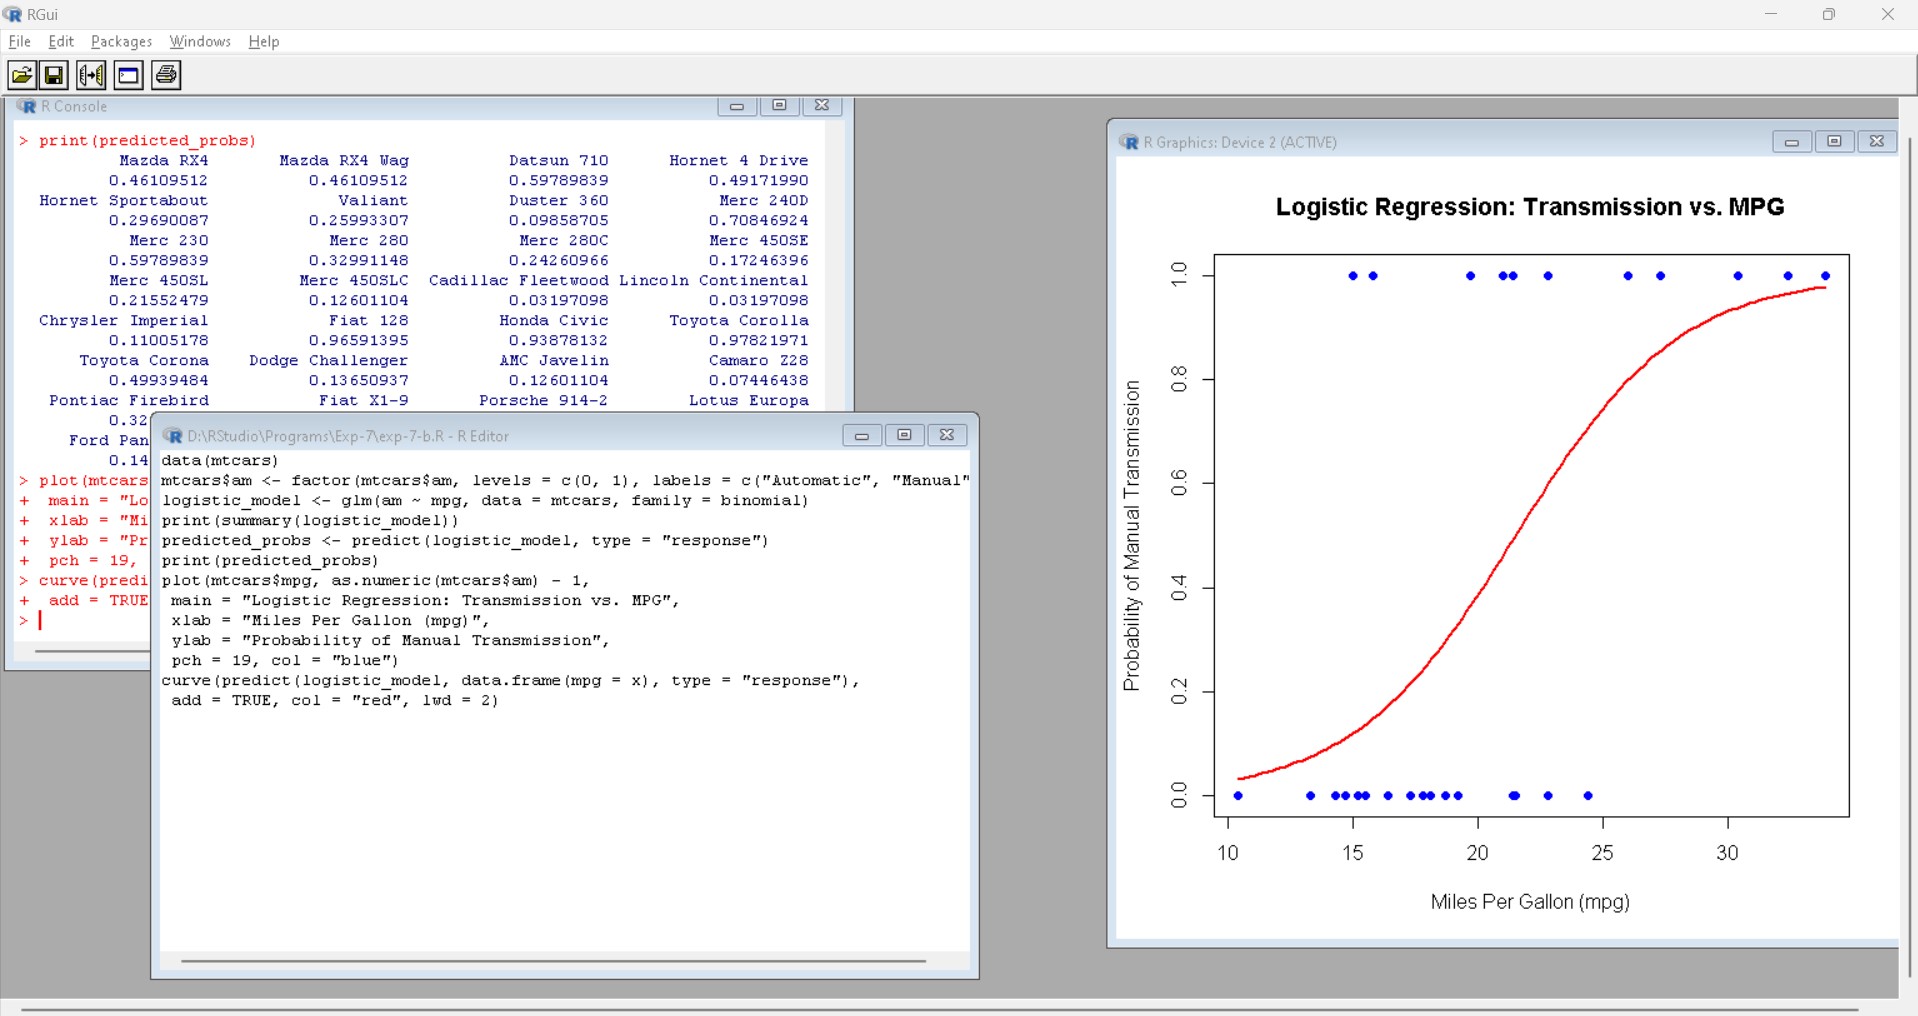 RGui
File Edit Packages Windows Help
R Console
> print(predicted_probs)
Mazda RX4 Mazda RX4 Wag Datsun 710 Hornet 4 Drive
0.46109512 0.46109512 0.59789839 0.49171990
Hornet Sportabout Valiant Duster 360 Merc 240D
0.29690087 0.25993307 0.09858705 0.70846924
Merc 230 Merc 280 Merc 280C Merc 450SE
0.59789839 0.32991148 0.24260966 0.17246396
Merc 450SL Merc 450SLC Cadillac Fleetwood Lincoln Continental
0.21552479 0.12601104 0.03197098 0.03197098
Chrysler Imperial Fiat 128 Honda Civic Toyota Corolla
0.11005178 0.96591395 0.93878132 0.97821971
Toyota Corona Dodge Challenger AMC Javelin Camaro Z28
0.49939484 0.13650937 0.12601104 0.07446438
Pontiac Firebird Fiat X1-9 Porsche 914-2 Lotus Europa
0.32
Ford Pan
0.14
> plot(mtcars
+ main = "Lo
+ xlab = "Mi
+ ylab = "Pr
+ pch = 19,
> curve(predi
+ add = TRUE
>
D:\RStudio\Programs\Exp-7\exp-7-b.R - R Editor
data(mtcars)
mtcars$am <- factor(mtcars$am, levels = c(0, 1), labels = c("Automatic", "Manual"
logistic_model <- glm(am ~ mpg, data = mtcars, family = binomial)
print(summary(logistic_model))
predicted_probs <- predict(logistic_model, type = "response")
print(predicted_probs)
plot(mtcars$mpg, as.numeric(mtcars$am) - 1,
main = "Logistic Regression: Transmission vs. MPG",
xlab = "Miles Per Gallon (mpg)",
ylab = "Probability of Manual Transmission",
pch = 19, col = "blue")
curve(predict(logistic_model, data.frame(mpg = x), type = "response"),
add = TRUE, col = "red", lwd = 2)
R Graphics: Device 2 (ACTIVE)
Logistic Regression: Transmission vs. MPG
Probability of Manual Transmission
1.0
0.8
0.6
0.4
0.2
0.0
10 15 20 25 30
Miles Per Gallon (mpg)